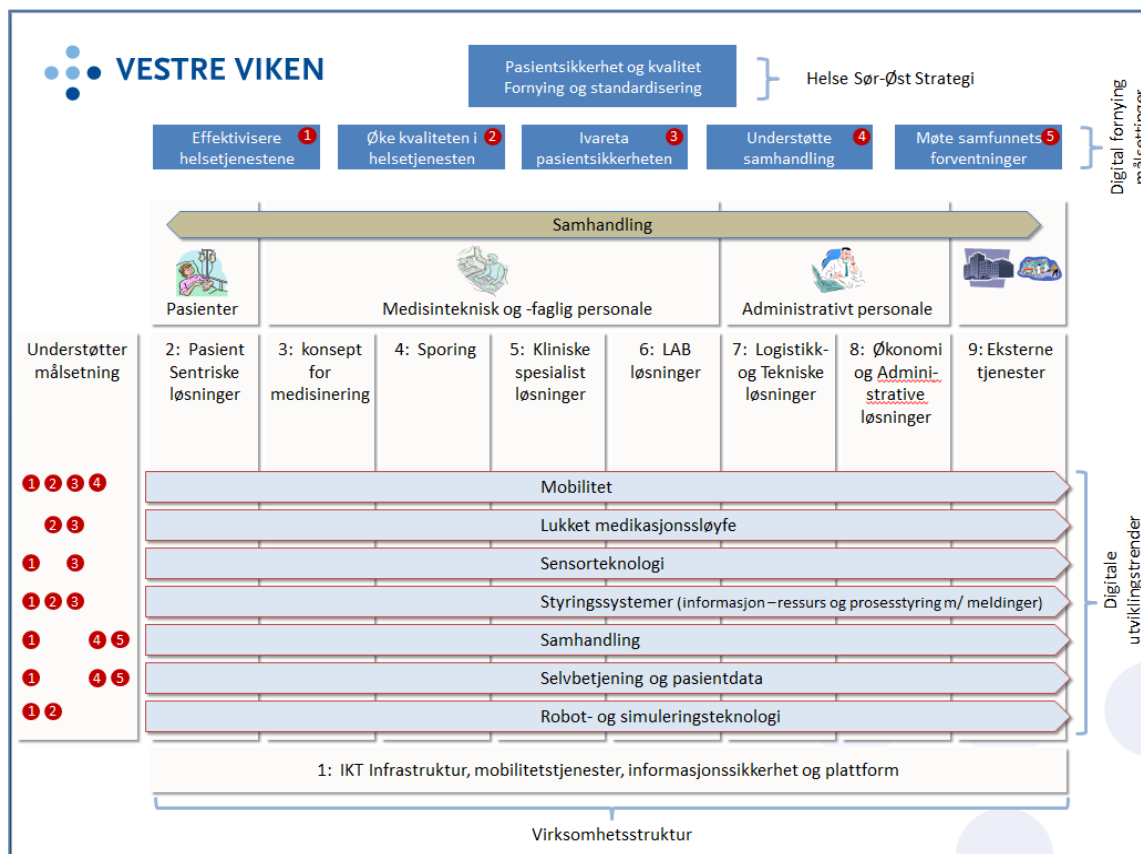 VESTRE VIKEN
Pasientsikkerhet og kvalitet
Fornying og standardisering
Helse Sør-Øst Strategi
Effektivisere
helsetjenestene
1
Øke kvaliteten i
helsetjenesten
2
Ivareta
pasientsikkerheten
3
Understøtte
samhandling
4
Møte samfunnets
forventninger
5
Digital fornying
målsettinger
Samhandling
Pasienter
Medisinteknisk og -faglig personale
Administrativt personale
Understøtter
målsetning
2: Pasient
Sentriske
løsninger
3: konsept
for
medisinering
4: Sporing
5: Kliniske
spesialist
løsninger
6: LAB
løsninger
7: Logistikk-
og Tekniske
løsninger
8: Økonomi
og Admini-
strative
løsninger
9: Eksterne
tjenester
1 2 3 4
Mobilitet
2 3
Lukket medikasjonssløyfe
1 3
Sensorteknologi
1 2 3
Styringssystemer (informasjon – ressurs og prosesstyring m/ meldinger)
1 4 5
Samhandling
1 4 5
Selvbetjening og pasientdata
1 2
Robot- og simuleringsteknologi
Digitale
utviklingstrender
1: IKT Infrastruktur, mobilitetstjenester, informasjonssikkerhet og plattform
Virksomhetsstruktur